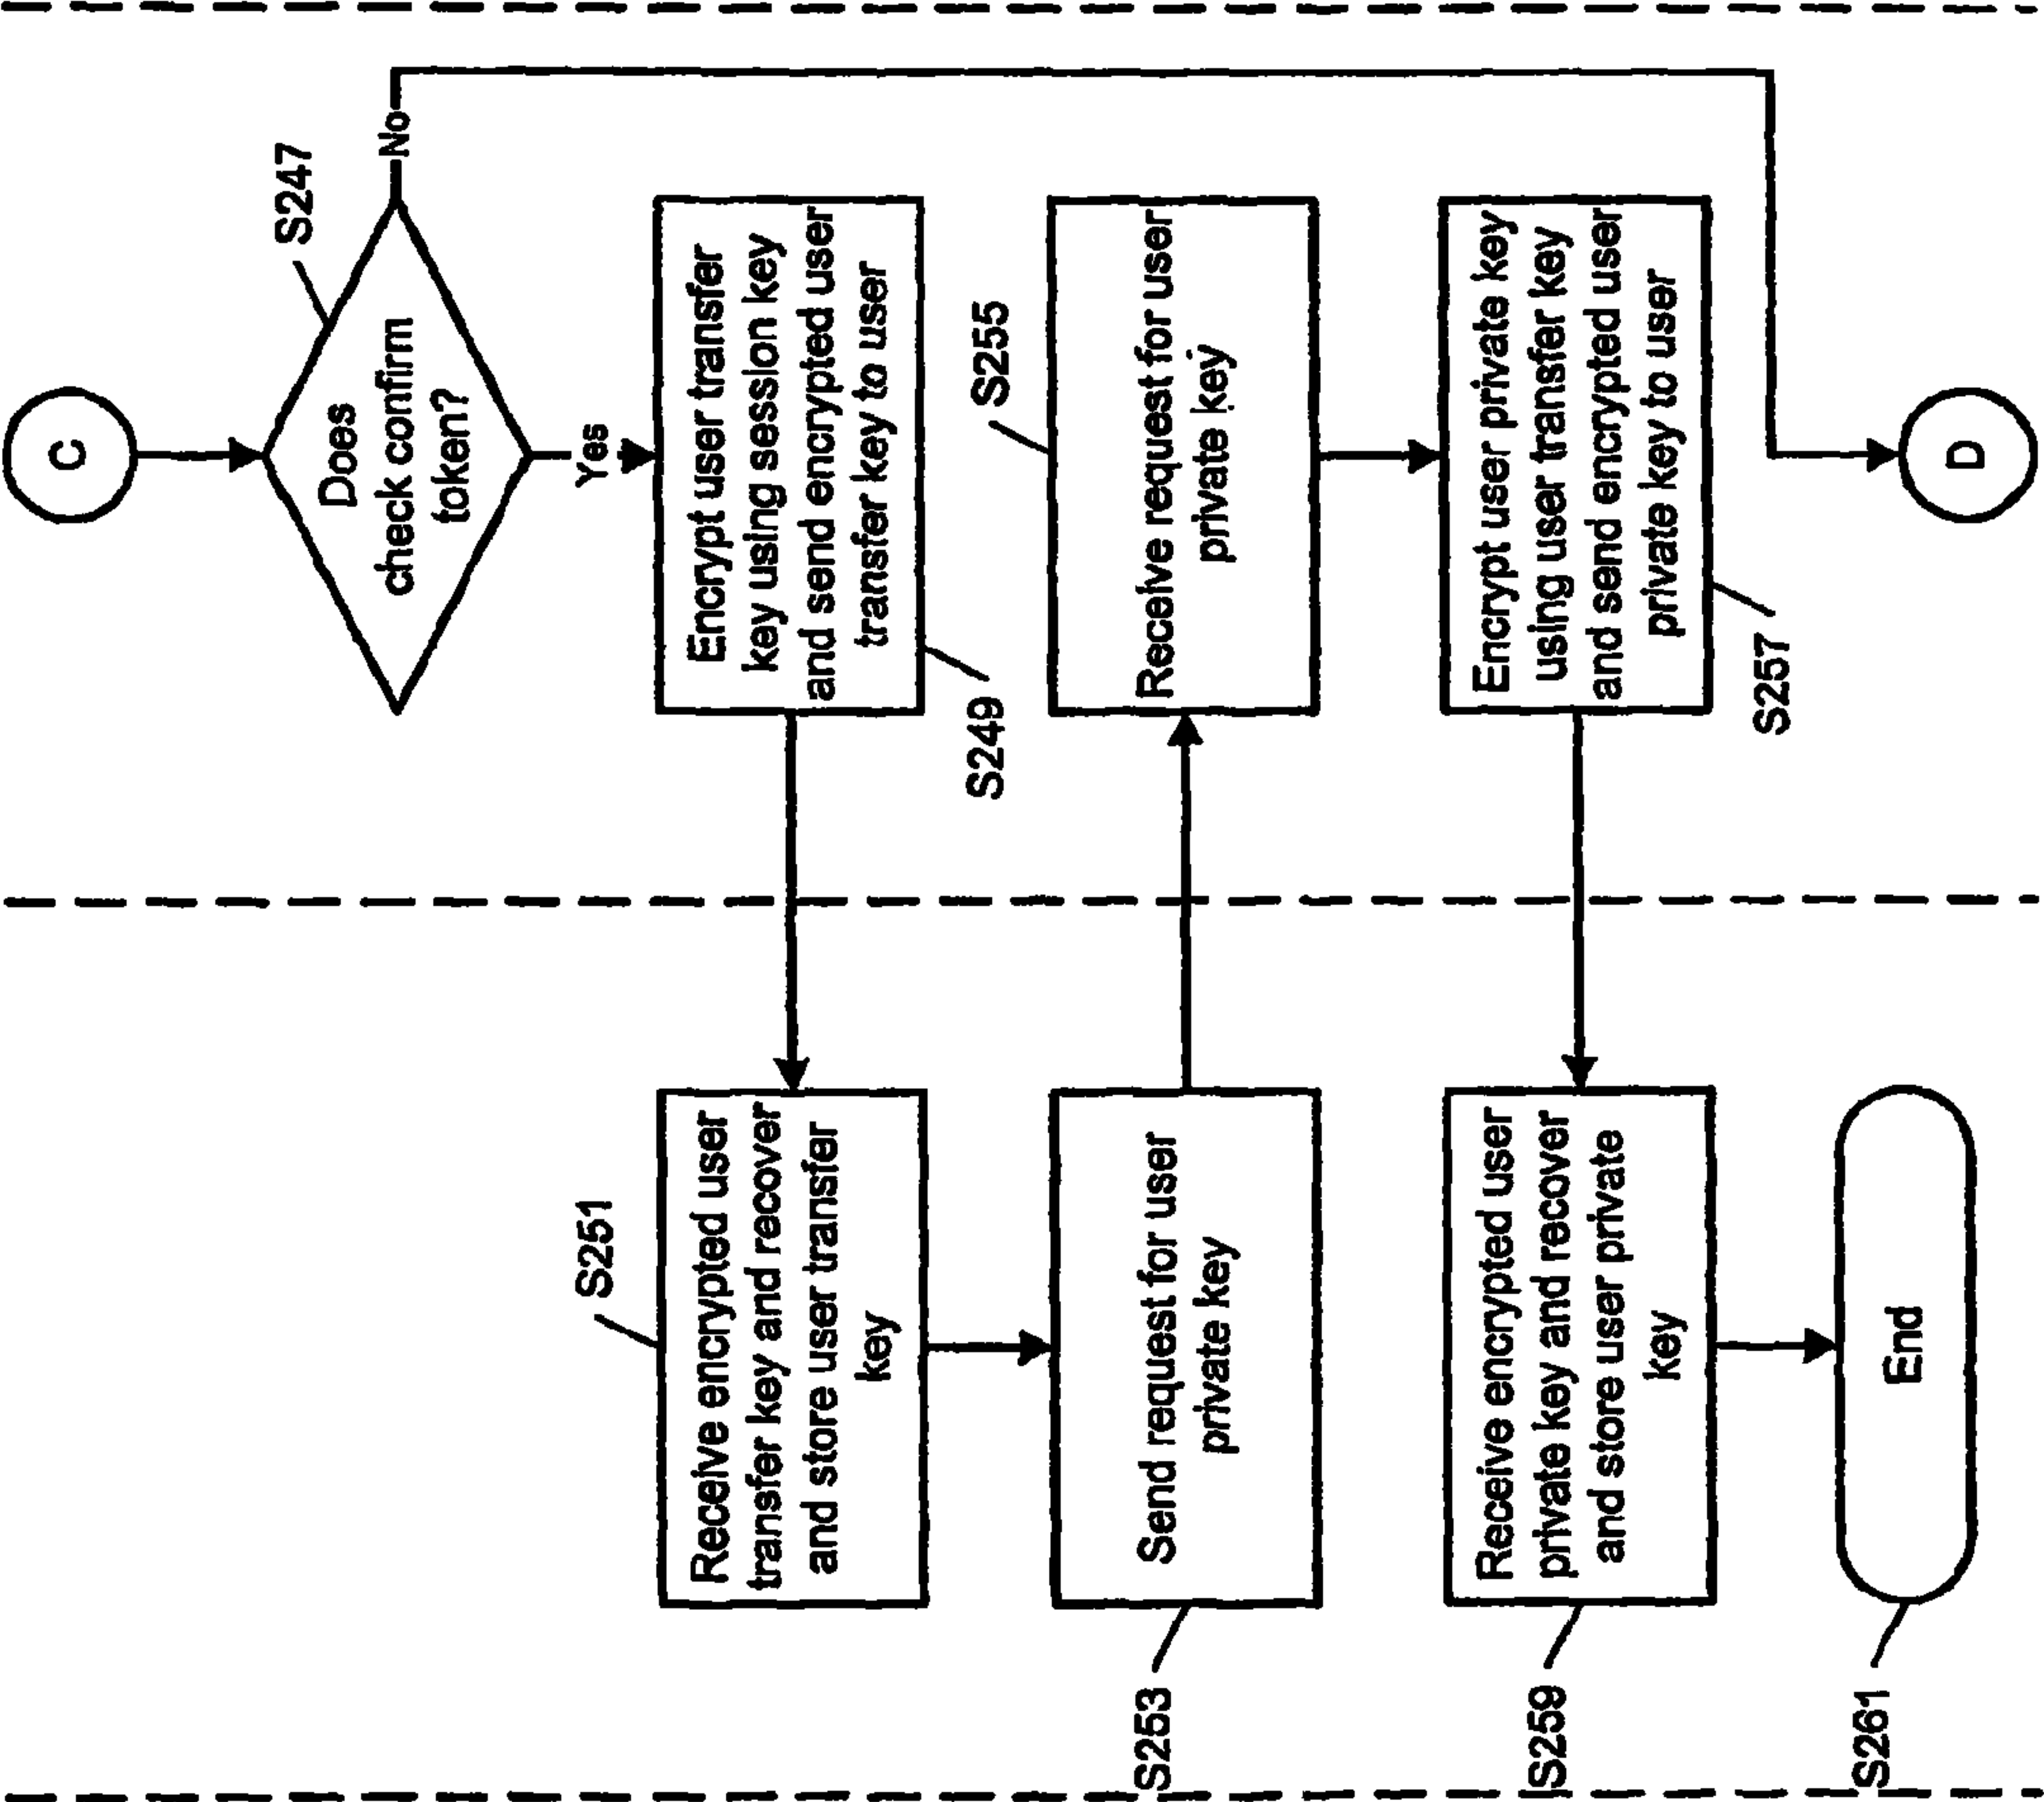 C
S247
Does
check confirm
token?
No
Yes
Encrypt user transfer
key using session key
and send encrypted user
transfer key to user
S249
S251
Receive encrypted user
transfer key and recover
and store user transfer
key
S253
Send request for user
private key
S255
Receive request for user
private key
Encrypt user private key
using user transfer key
and send encrypted user
private key to user
S257
S259
Receive encrypted user
private key and recover
and store user private
key
S261
End
D